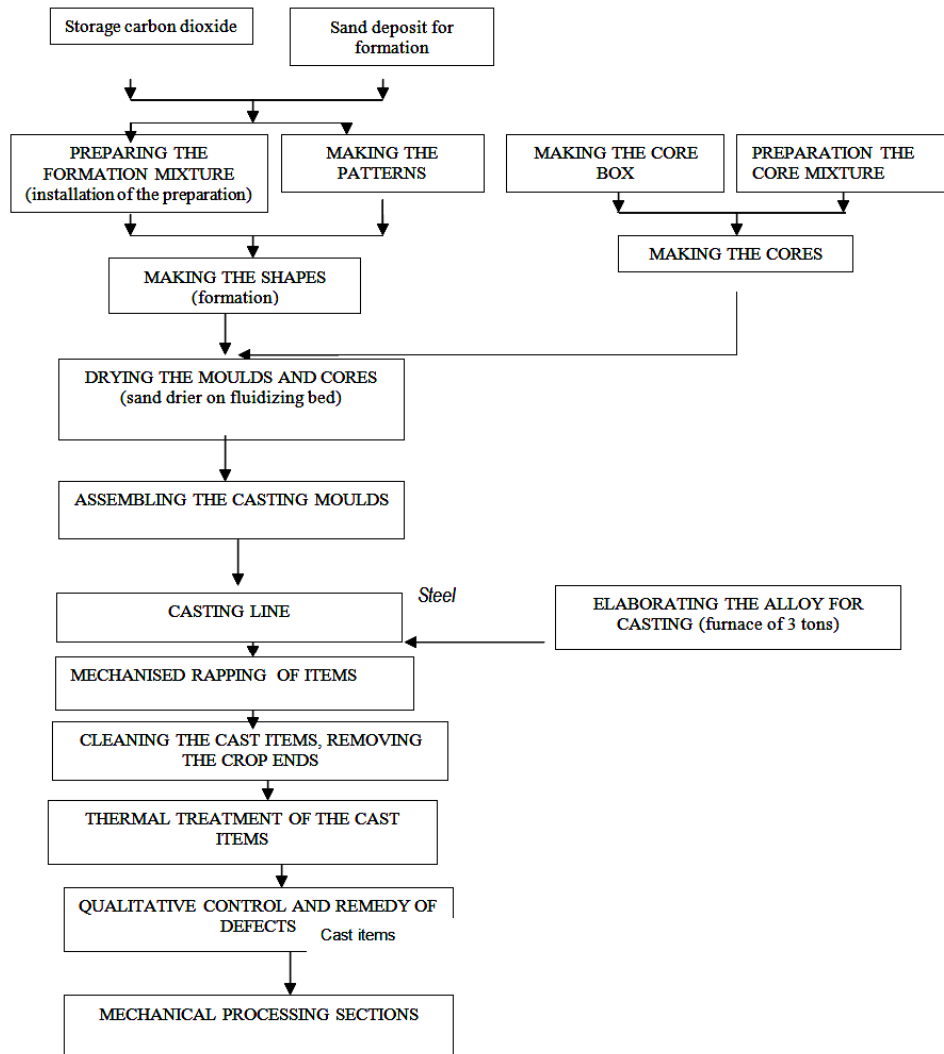 Storage carbon dioxide
Sand deposit for
formation
PREPARING THE
FORMATION MIXTURE
(installation of the preparation)
MAKING THE
PATTERNS
MAKING THE CORE
BOX
PREPARATION THE
CORE MIXTURE
MAKING THE SHAPES
(formation)
MAKING THE CORES
DRYING THE MOULDS AND CORES
(sand drier on fluidizing bed)
ASSEMBLING THE CASTING MOULDS
CASTING LINE
Steel
ELABORATING THE ALLOY FOR
CASTING (furnace of 3 tons)
MECHANISED RAPPING OF ITEMS
CLEANING THE CAST ITEMS, REMOVING
THE CROP ENDS
THERMAL TREATMENT OF THE CAST
ITEMS
QUALITATIVE CONTROL AND REMEDY OF
DEFECTS
Cast items
MECHANICAL PROCESSING SECTIONS